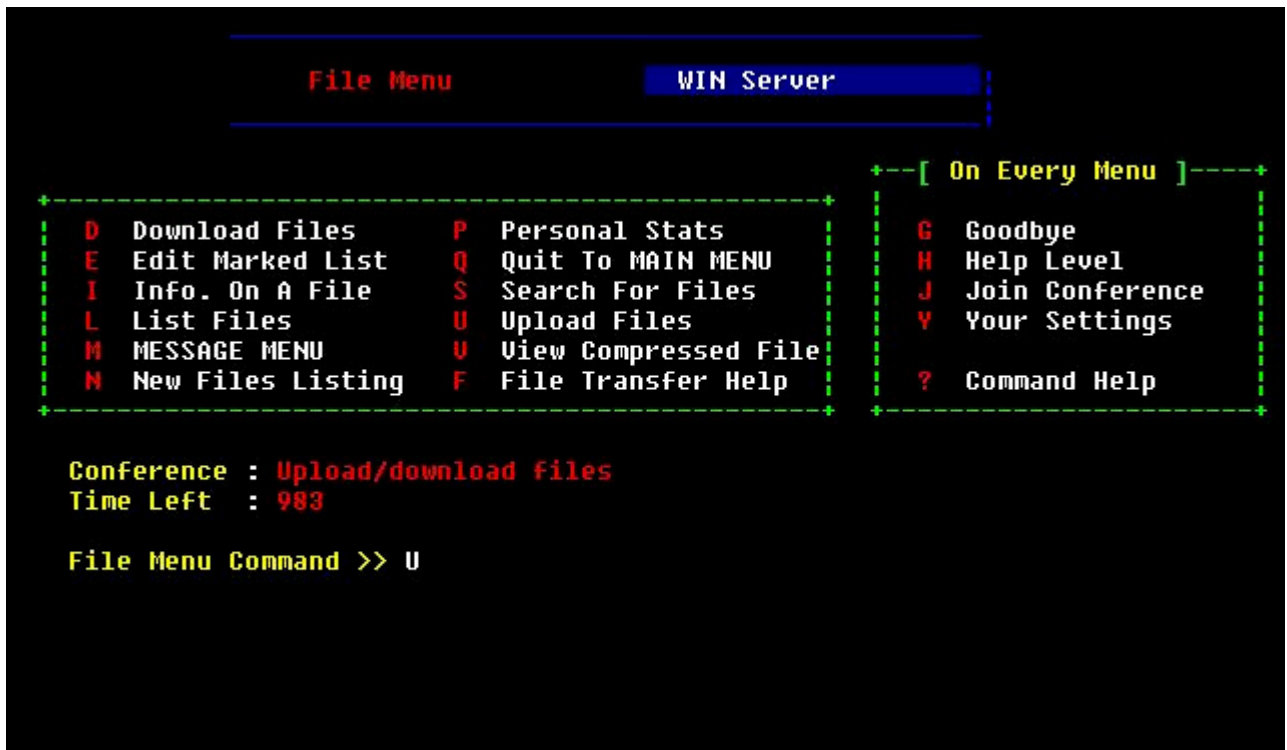 File Menu WIN Server
D Download Files P Personal Stats
E Edit Marked List Q Quit To MAIN MENU
I Info. On A File S Search For Files
L List Files U Upload Files
M MESSAGE MENU V View Compressed File
N New Files Listing F File Transfer Help
[ On Every Menu ]
G Goodbye
H Help Level
J Join Conference
Y Your Settings
? Command Help
Conference : Upload/download files
Time Left : 983
File Menu Command >> U